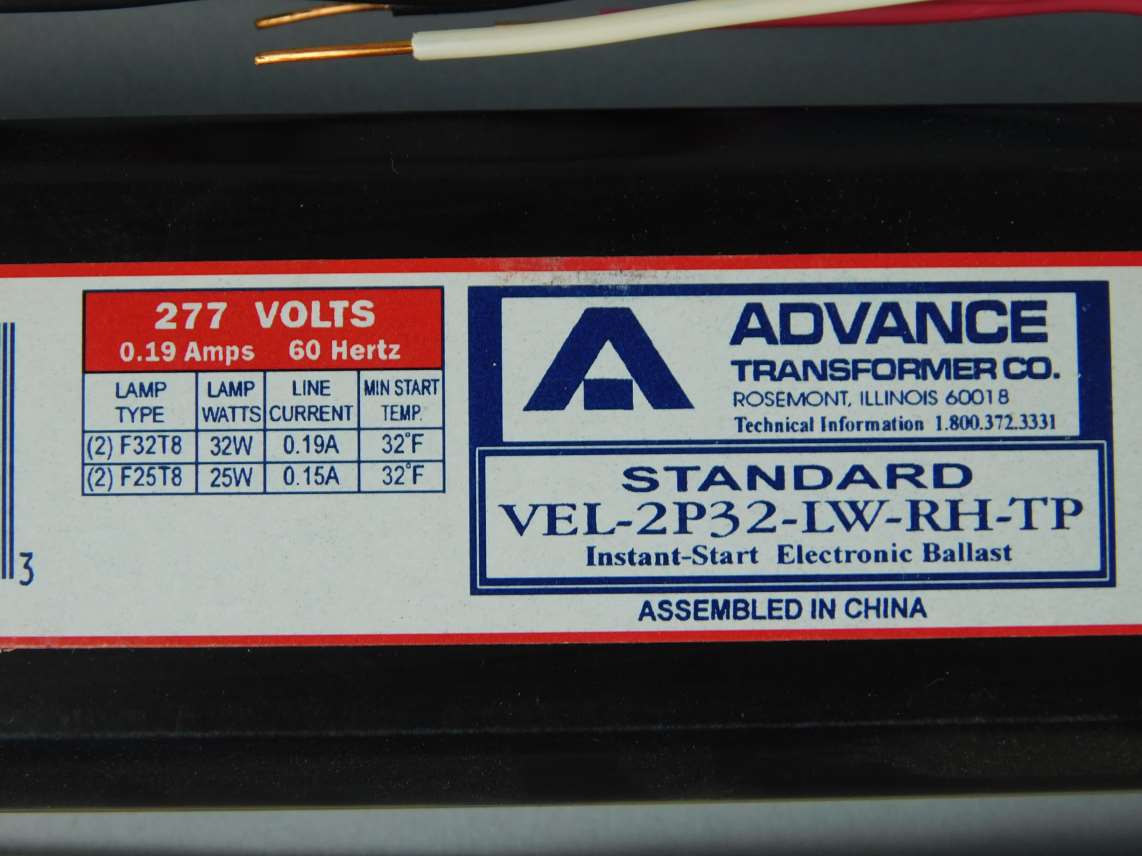 277 VOLTS
0.19 Amps 60 Hertz
LAMP TYPE LAMP WATTS LINE CURRENT MIN START TEMP.
(2) F32T8 32W 0.19A 32°F
(2) F25T8 25W 0.15A 32°F
3
ADVANCE
TRANSFORMER CO.
ROSEMONT, ILLINOIS 60018
Technical Information 1.800.372.3331
STANDARD
VEL-2P32-LW-RH-TP
Instant-Start Electronic Ballast
ASSEMBLED IN CHINA